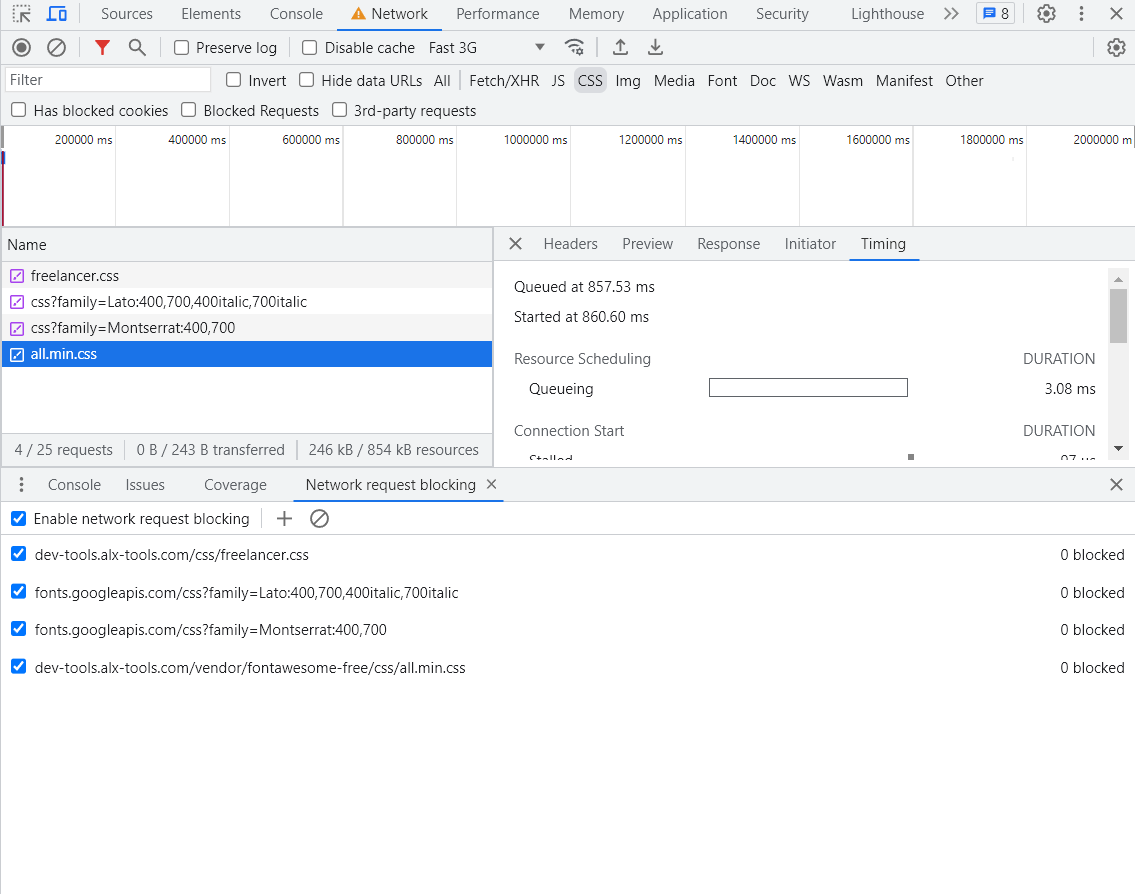 Sources Elements Console Network Performance Memory Application Security Lighthouse 8
Preserve log Disable cache Fast 3G
Filter Invert Hide data URLs All Fetch/XHR JS CSS Img Media Font Doc WS Wasm Manifest Other
Has blocked cookies Blocked Requests 3rd-party requests
200000 ms 400000 ms 600000 ms 800000 ms 1000000 ms 1200000 ms 1400000 ms 1600000 ms 1800000 ms 2000000 m
Name Headers Preview Response Initiator Timing
freelancer.css
Queued at 857.53 ms
css?family=Lato:400,700,400italic,700italic
Started at 860.60 ms
css?family=Montserrat:400,700
all.min.css
Resource Scheduling DURATION
Queueing 3.08 ms
Connection Start DURATION
4 / 25 requests 0 B / 243 B transferred 246 kB / 854 kB resources
Stalled 97 µs
Console Issues Coverage Network request blocking
Enable network request blocking
dev-tools.alx-tools.com/css/freelancer.css 0 blocked
fonts.googleapis.com/css?family=Lato:400,700,400italic,700italic 0 blocked
fonts.googleapis.com/css?family=Montserrat:400,700 0 blocked
dev-tools.alx-tools.com/vendor/fontawesome-free/css/all.min.css 0 blocked